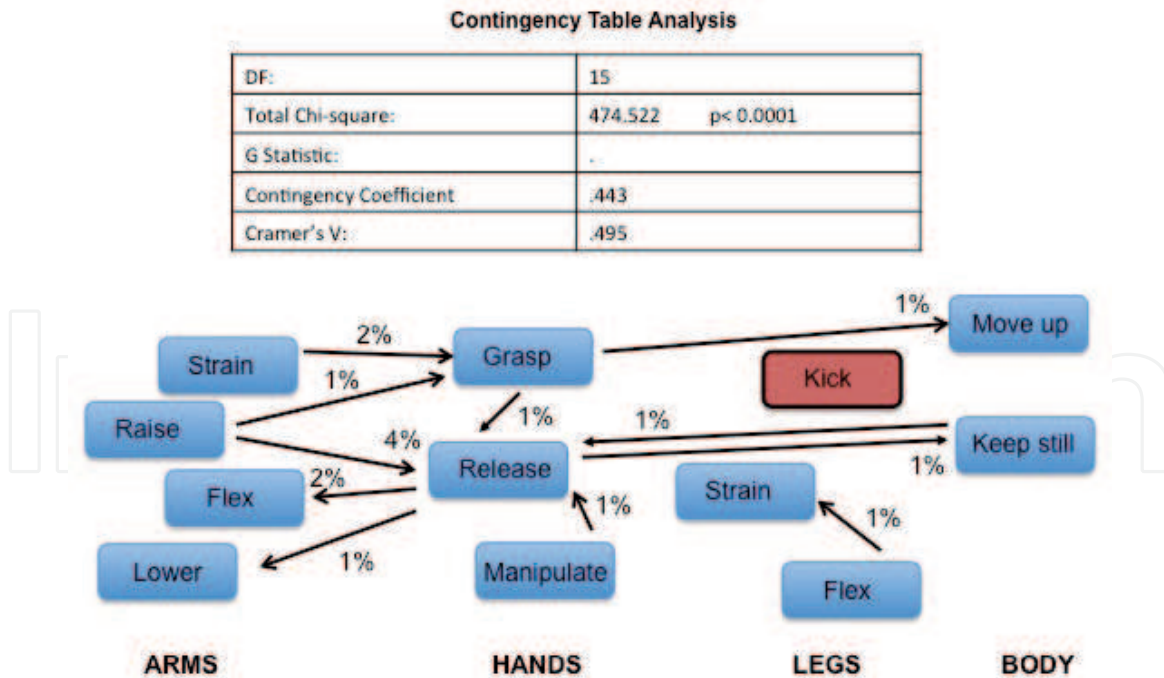 Contingency Table Analysis
DF: 15
Total Chi-square: 474.522 p< 0.0001
G Statistic: .
Contingency Coefficient .443
Cramer's V: .495
1%
Move up
2%
Grasp
Strain
Kick
1%
Raise
1%
1%
4%
Keep still
Release
1%
2%
Strain
Flex
1%
1%
1%
Lower
Manipulate
Flex
ARMS HANDS LEGS BODY